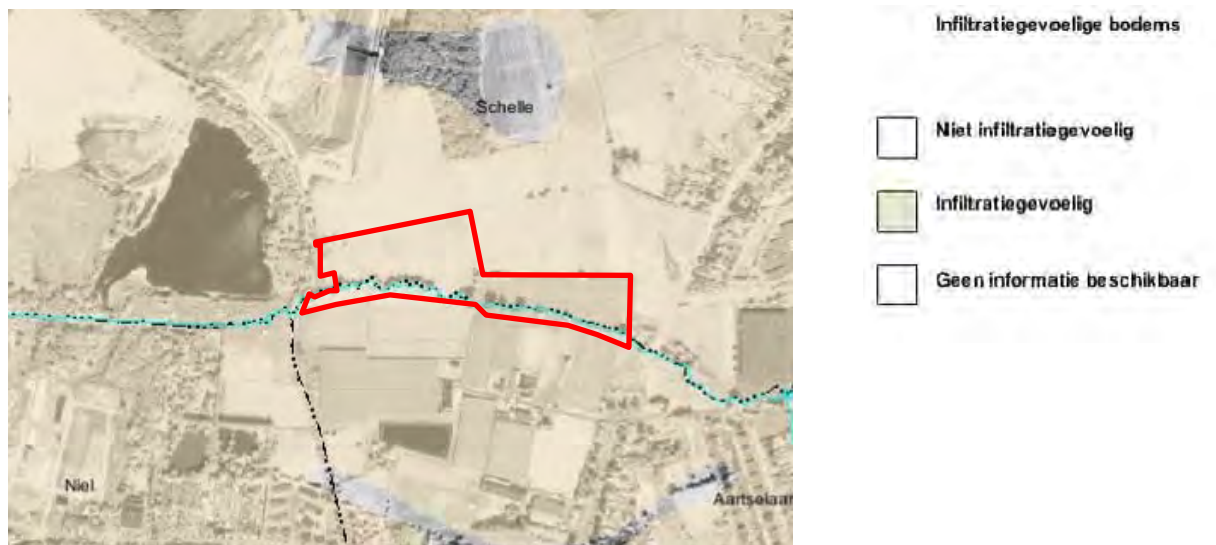 Schelle
Niel
Aartselaar
Infiltratiegevoelige bodems
Niet infiltratiegevoelig
Infiltratiegevoelig
Geen informatie beschikbaar